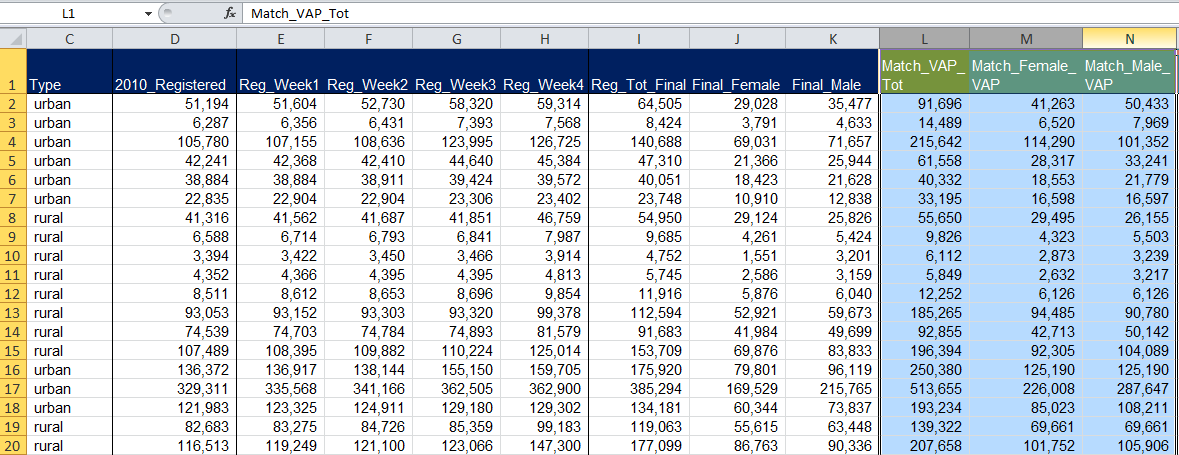 L1 fx Match_VAP_Tot
C D E F G H I J K L M N
1 Type 2010_Registered Reg_Week1 Reg_Week2 Reg_Week3 Reg_Week4 Reg_Tot_Final Final_Female Final_Male Match_VAP_Tot Match_Female_VAP Match_Male_VAP
2 urban 51,194 51,604 52,730 58,320 59,314 64,505 29,028 35,477 91,696 41,263 50,433
3 urban 6,287 6,356 6,431 7,393 7,568 8,424 3,791 4,633 14,489 6,520 7,969
4 urban 105,780 107,155 108,636 123,995 126,725 140,688 69,031 71,657 215,642 114,290 101,352
5 urban 42,241 42,368 42,410 44,640 45,384 47,310 21,366 25,944 61,558 28,317 33,241
6 urban 38,884 38,884 38,911 39,424 39,572 40,051 18,423 21,628 40,332 18,553 21,779
7 urban 22,835 22,904 22,904 23,306 23,402 23,748 10,910 12,838 33,195 16,598 16,597
8 rural 41,316 41,562 41,687 41,851 46,759 54,950 29,124 25,826 55,650 29,495 26,155
9 rural 6,588 6,714 6,793 6,841 7,987 9,685 4,261 5,424 9,826 4,323 5,503
10 rural 3,394 3,422 3,450 3,466 3,914 4,752 1,551 3,201 6,112 2,873 3,239
11 rural 4,352 4,366 4,395 4,395 4,813 5,745 2,586 3,159 5,849 2,632 3,217
12 rural 8,511 8,612 8,653 8,696 9,854 11,916 5,876 6,040 12,252 6,126 6,126
13 rural 93,053 93,152 93,303 93,320 99,378 112,594 52,921 59,673 185,265 94,485 90,780
14 rural 74,539 74,703 74,784 74,893 81,579 91,683 41,984 49,699 92,855 42,713 50,142
15 rural 107,489 108,395 109,882 110,224 125,014 153,709 69,876 83,833 196,394 92,305 104,089
16 urban 136,372 136,917 138,144 155,150 159,705 175,920 79,801 96,119 250,380 125,190 125,190
17 urban 329,311 335,568 341,166 362,505 362,900 385,294 169,529 215,765 513,655 226,008 287,647
18 urban 121,983 123,325 124,911 129,180 129,302 134,181 60,344 73,837 193,234 85,023 108,211
19 rural 82,683 83,275 84,726 85,359 99,183 119,063 55,615 63,448 139,322 69,661 69,661
20 rural 116,513 119,249 121,100 123,066 147,300 177,099 86,763 90,336 207,658 101,752 105,906